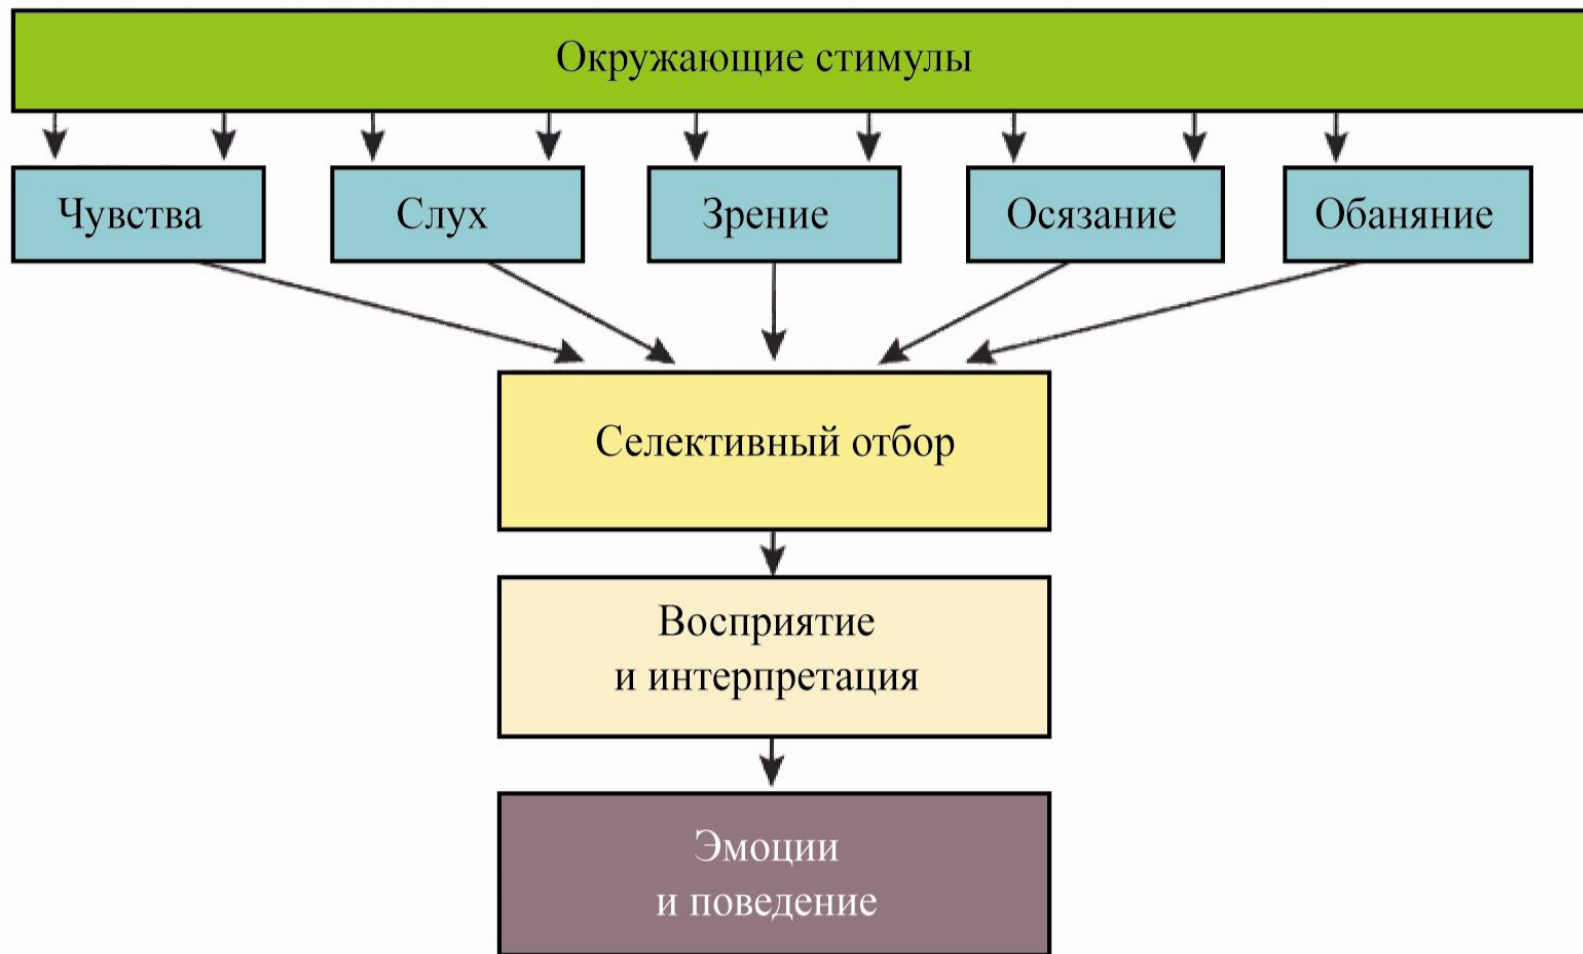 Окружающие стимулы
Чувства
Слух
Зрение
Осязание
Обаняние
Селективный отбор
Восприятие
и интерпретация
Эмоции
и поведение